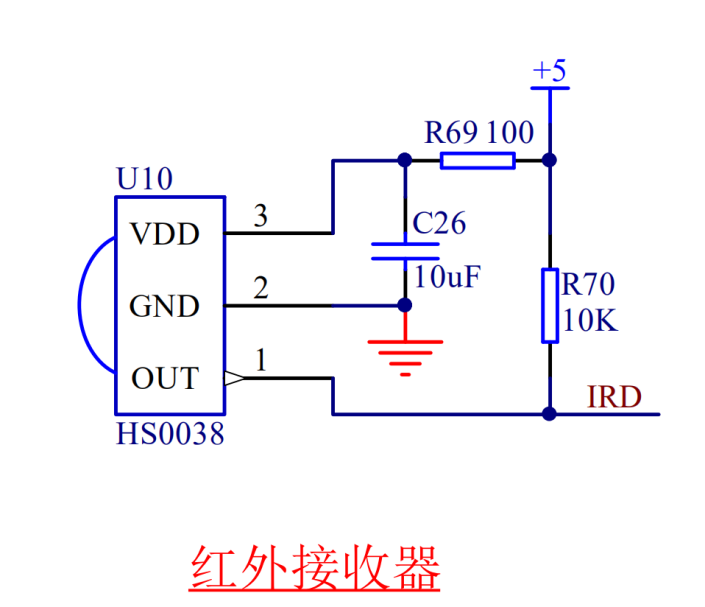 +5
R69 100
U10
3
VDD
C26
2
10uF
GND
R70
10K
1
OUT
IRD
HS0038
红外接收器